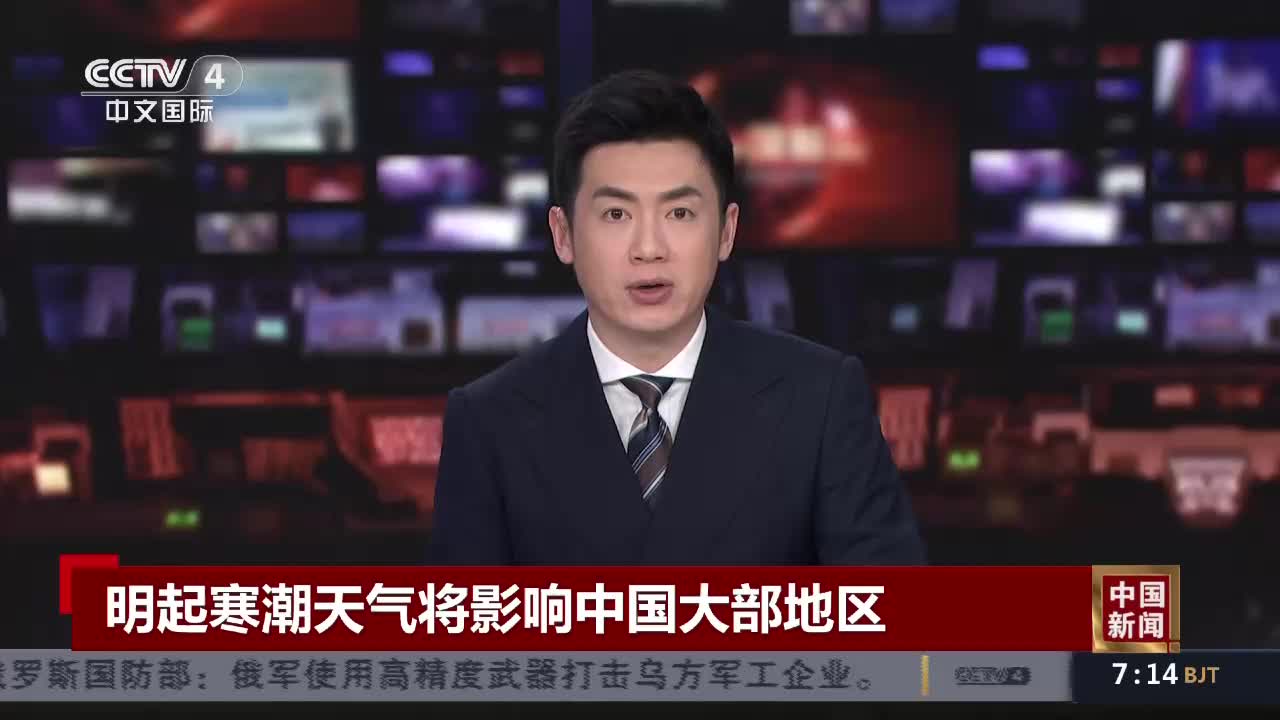 CCTV 4
中文国际
明起寒潮天气将影响中国大部地区
中国
新闻
罗斯国防部：俄军使用高精度武器打击乌方军工企业。
CCTV 4
7:14 BJT